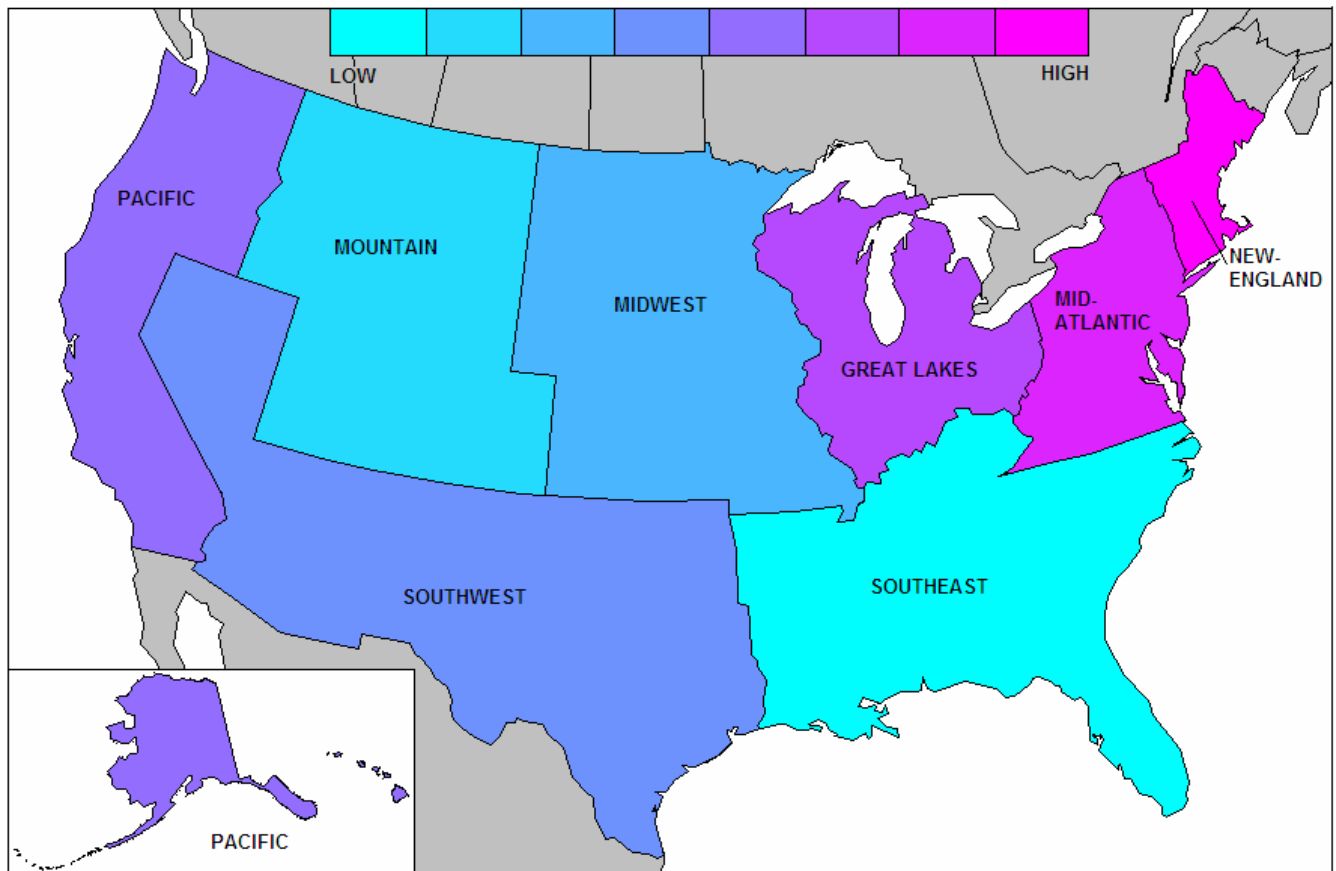 LOW
HIGH
PACIFIC
MOUNTAIN
MIDWEST
GREAT LAKES
MID-
ATLANTIC
NEW-
ENGLAND
SOUTHWEST
SOUTHEAST
PACIFIC